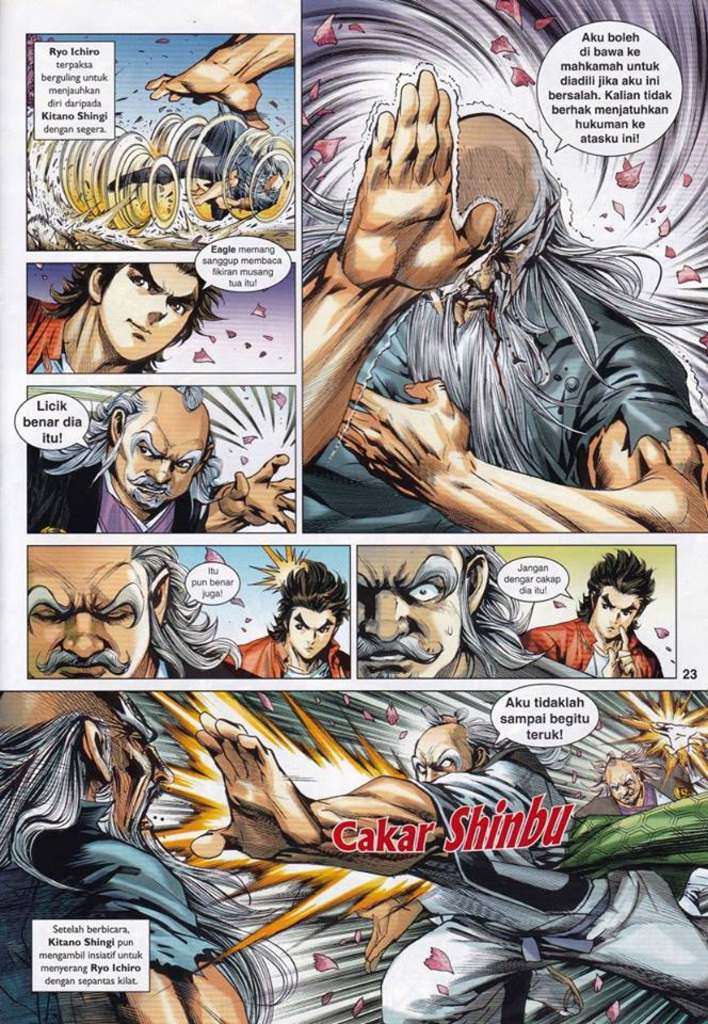 Ryo Ichiro
terpaksa
berguling untuk
menjauhkan
diri daripada
Kitano Shingi
dengan segera.
Aku boleh
di bawa ke
mahkamah untuk
diadili jika aku ini
bersalah. Kalian tidak
berhak menjatuhkan
hukuman ke
atasku ini!
Eagle memang
sanggup membaca
fikiran musang
tua itu!
Licik
benar dia
itu!
Itu
pun benar
juga!
Jangan
dengar cakap
dia itu!
23
Aku tidaklah
sampai begitu
teruk!
Cakar Shinbu
Setelah berbicara,
Kitano Shingi pun
mengambil insiatif untuk
menyerang Ryo Ichiro
dengan sepantas kilat.